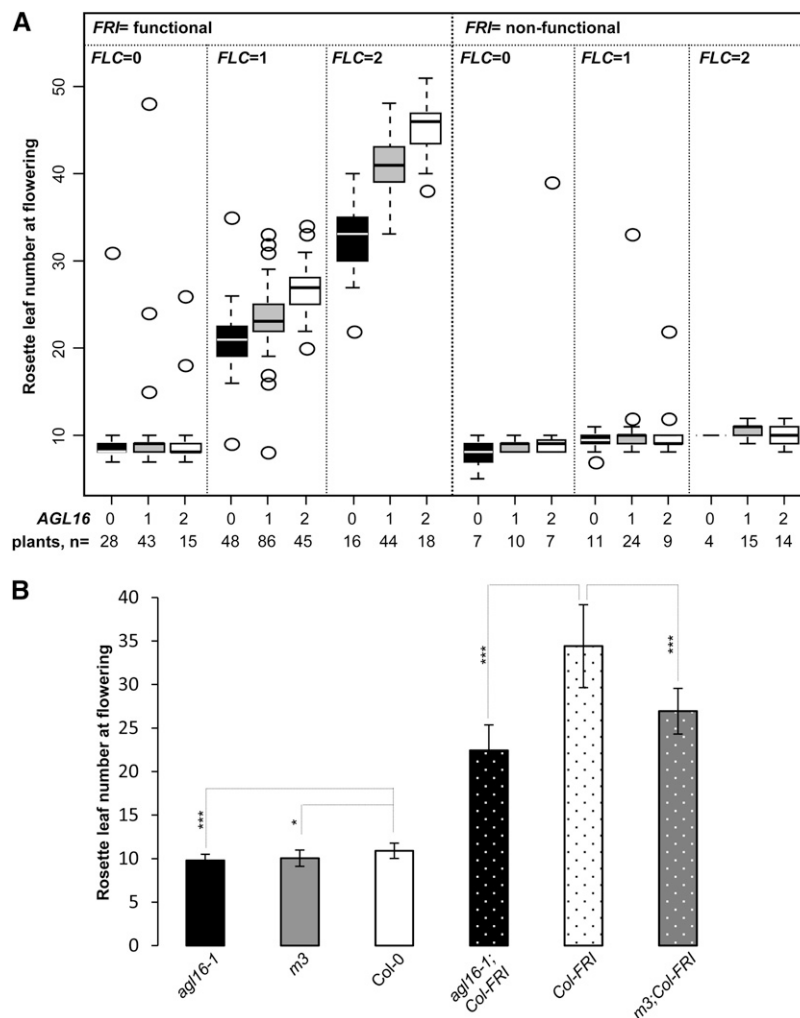 A
FRI= functional
FRI= non-functional
FLC=0
FLC=1
FLC=2
FLC=0
FLC=1
FLC=2
Rosette leaf number at flowering
50
40
30
20
10
AGL16 0 1 2 0 1 2 0 1 2 0 1 2 0 1 2 0 1 2
plants, n= 28 43 15 48 86 45 16 44 18 7 10 7 11 24 9 4 15 14
B
Rosette leaf number at flowering
40
35
30
25
20
15
10
5
0
***
*
***
***
agl16-1
m3
Col-0
agl16-1;
Col-FRI
Col-FRI
m3;Col-FRI